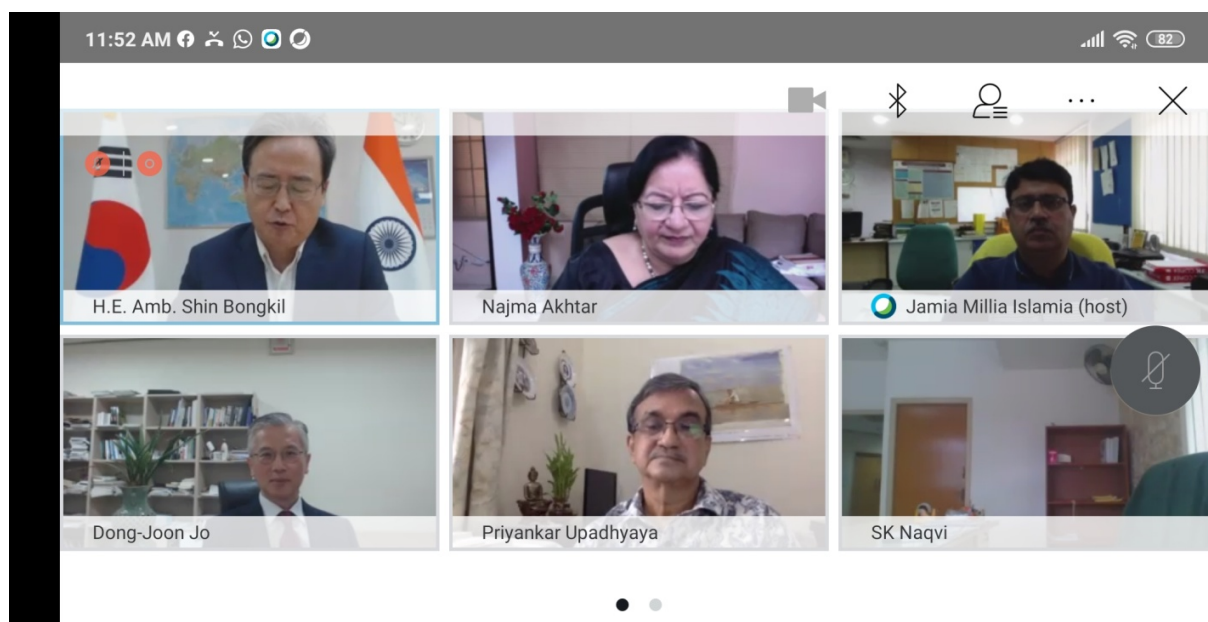 11:52 AM
82
H.E. Amb. Shin Bongkil
Najma Akhtar
Jamia Millia Islamia (host)
Dong-Joon Jo
Priyankar Upadhyaya
SK Naqvi